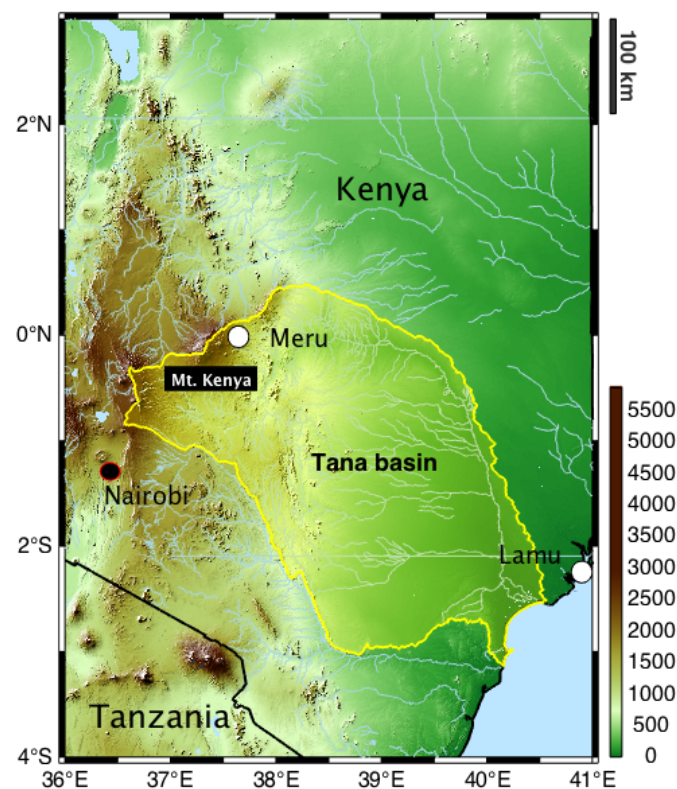 100 km
2°N
Kenya
0°N
Meru
Mt. Kenya
Tana basin
Nairobi
2°S
Lamu
Tanzania
4°S
36°E
37°E
38°E
39°E
40°E
41°E
5500
5000
4500
4000
3500
3000
2500
2000
1500
1000
500
0